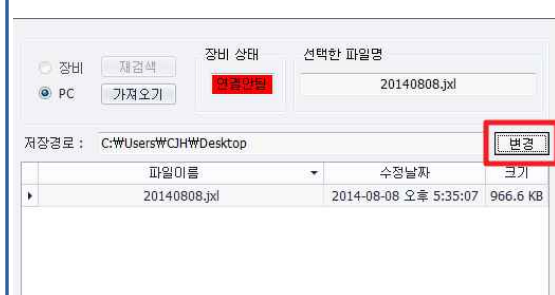 장비 상태
선택한 파일명
장비
재검색
연결안됨
20140808.jxl
PC
가져오기
저장경로 : C:₩Users₩CJH₩Desktop
변경
파일이름 수정날짜 크기
20140808.jxl 2014-08-08 오후 5:35:07 966.6 KB